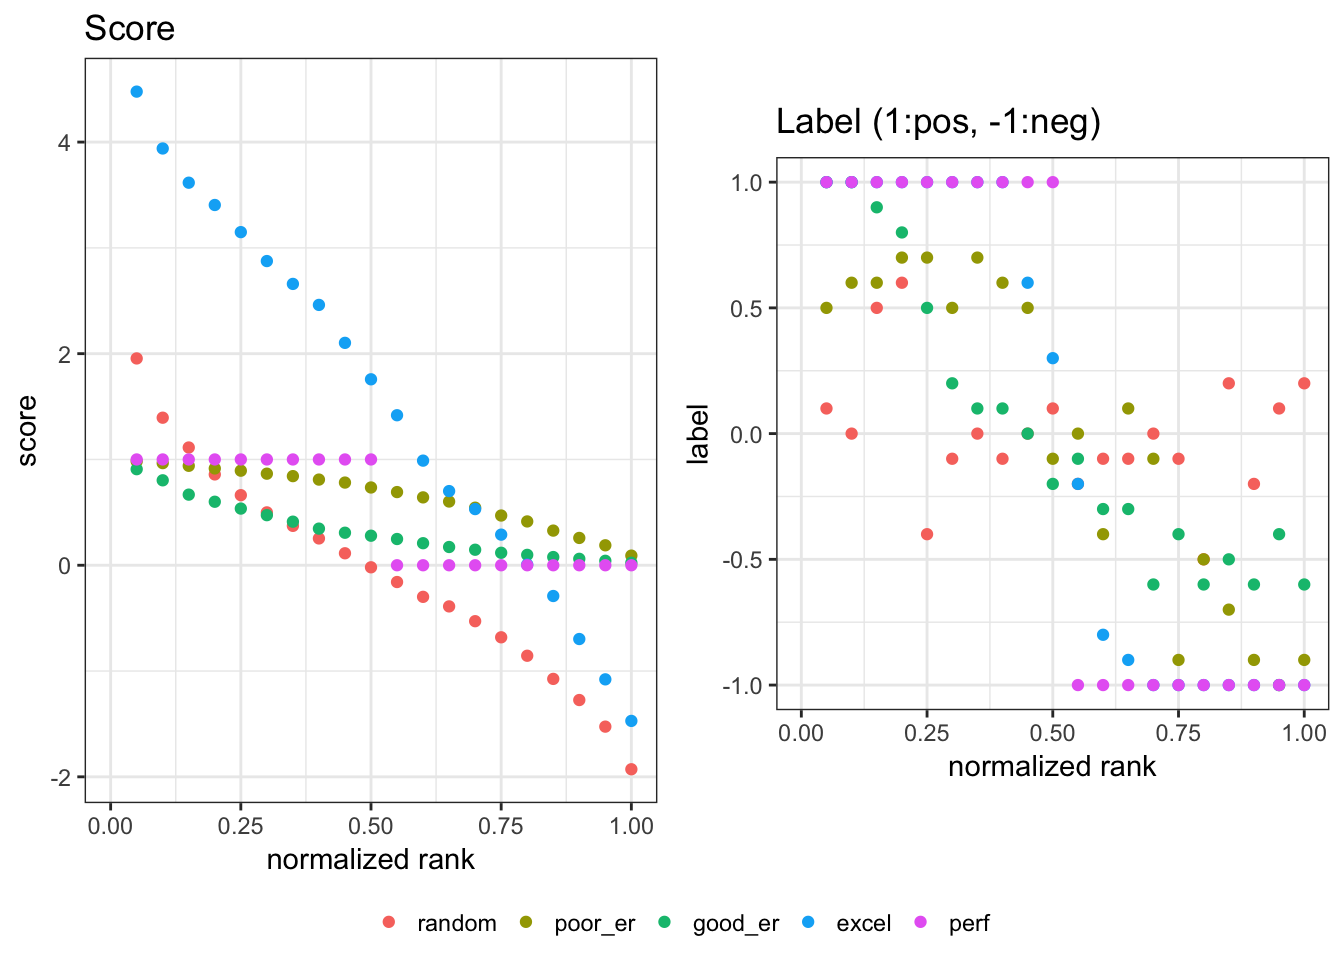 Score
score
4
2
0
-2
0.00 0.25 0.50 0.75 1.00
normalized rank
Label (1:pos, -1:neg)
label
1.0
0.5
0.0
-0.5
-1.0
0.00 0.25 0.50 0.75 1.00
normalized rank
random poor_er good_er excel perf